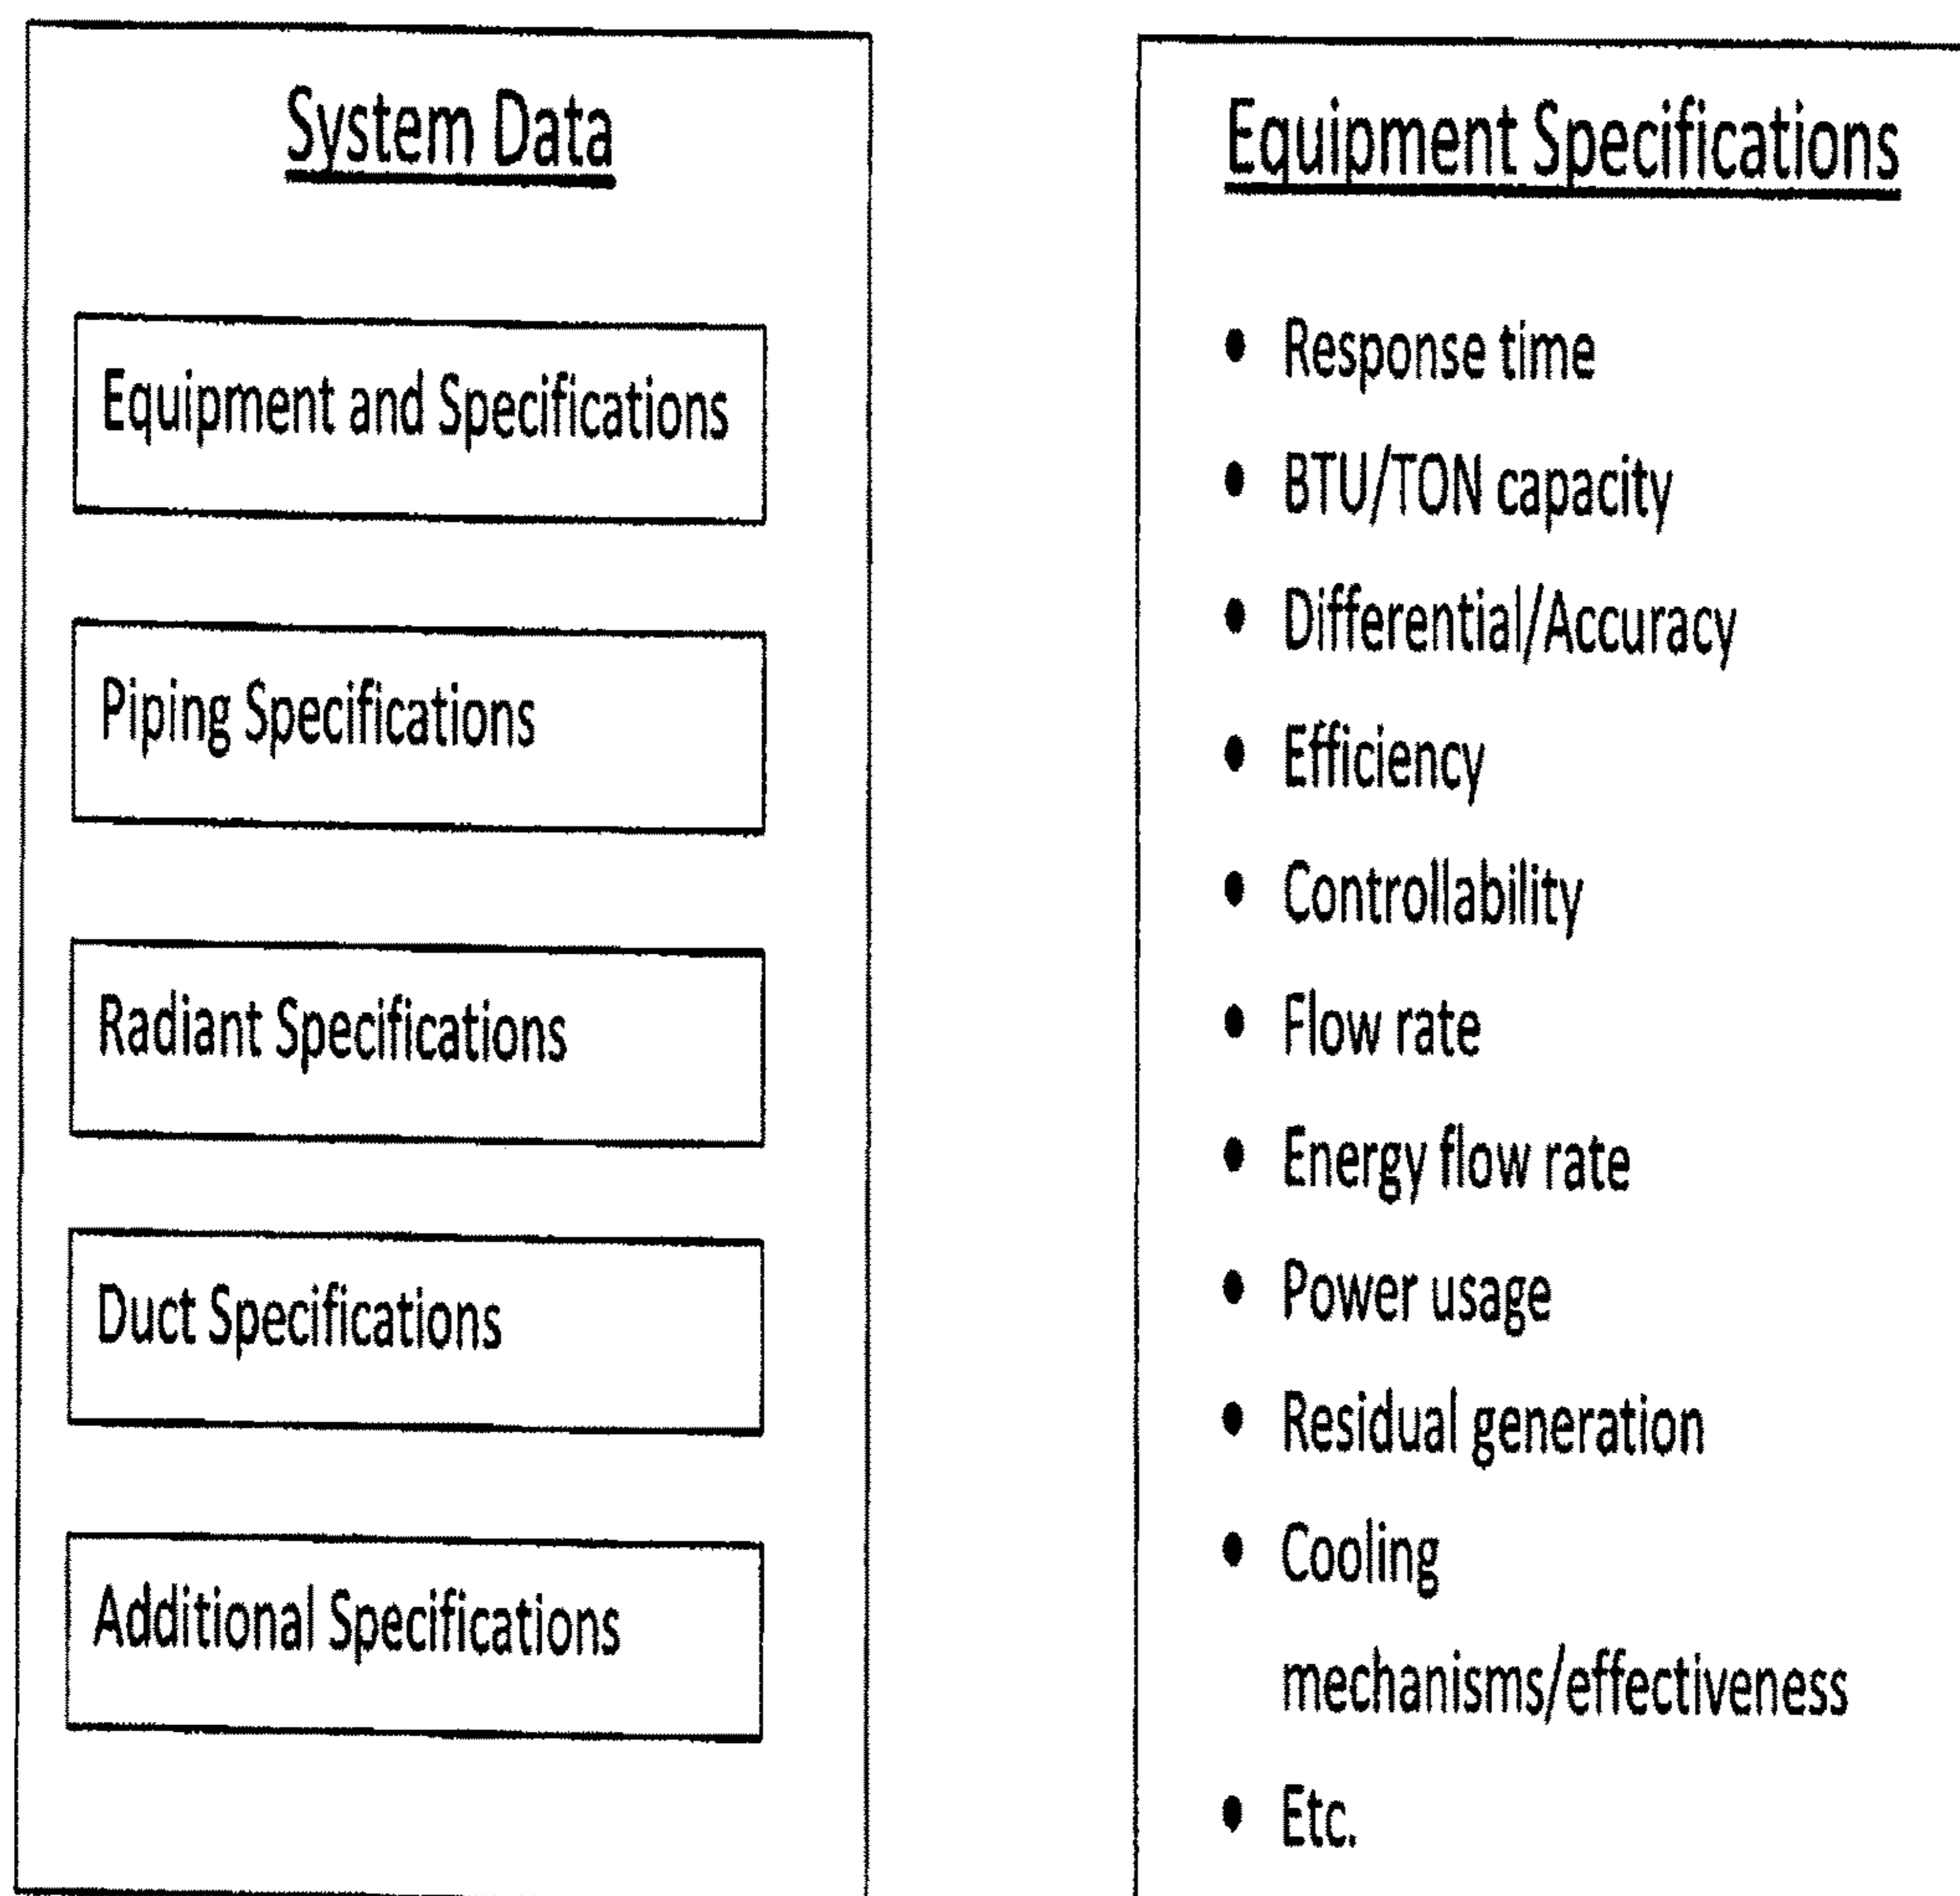 System Data
Equipment and Specifications
Piping Specifications
Radiant Specifications
Duct Specifications
Additional Specifications
Equipment Specifications
• Response time
• BTU/TON capacity
• Differential/Accuracy
• Efficiency
• Controllability
• Flow rate
• Energy flow rate
• Power usage
• Residual generation
• Cooling
mechanisms/effectiveness
• Etc.